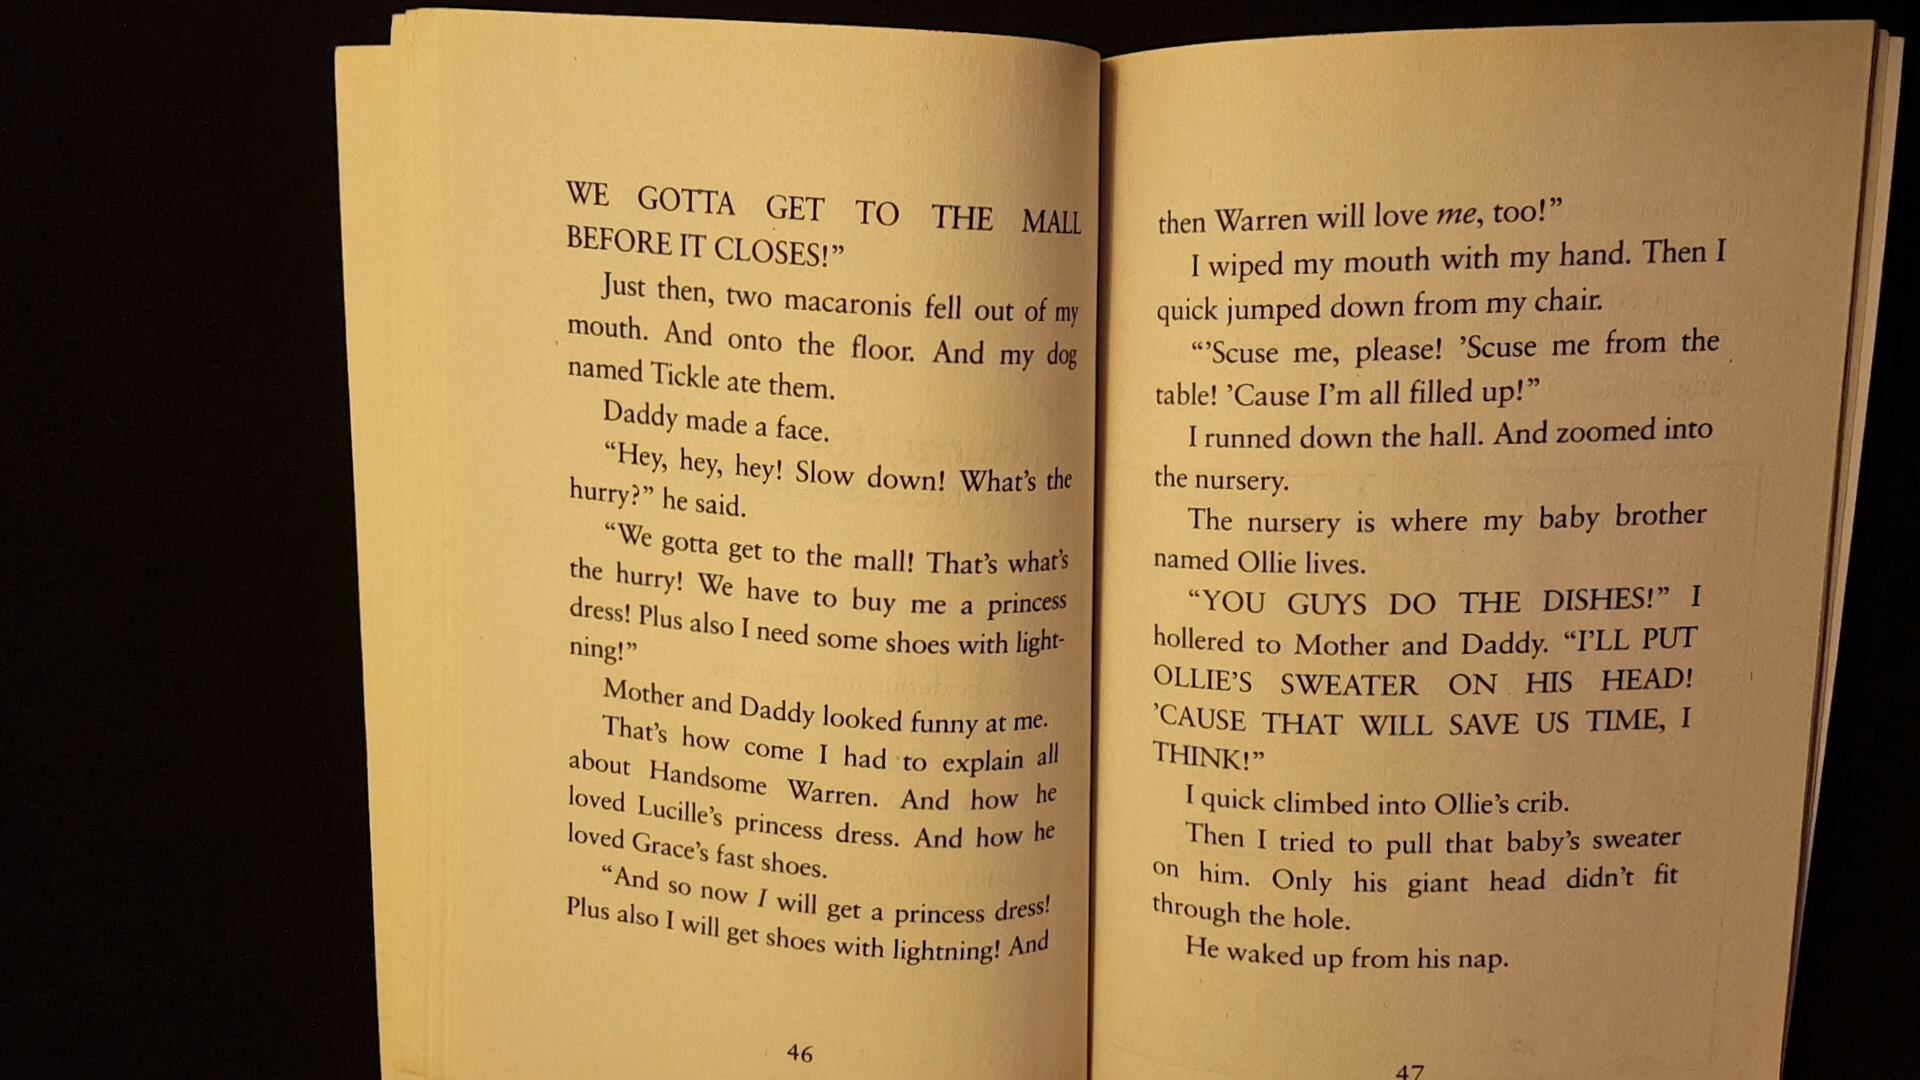 WE GOTTA GET TO THE MALL
BEFORE IT CLOSES!”
Just then, two macaronis fell out of my
mouth. And onto the floor. And my dog
named Tickle ate them.
Daddy made a face.
“Hey, hey, hey! Slow down! What’s the
hurry?” he said.
“We gotta get to the mall! That’s what’s
the hurry! We have to buy me a princess
dress! Plus also I need some shoes with light-
ning!”
Mother and Daddy looked funny at me.
That’s how come I had to explain all
about Handsome Warren. And how he
loved Lucille’s princess dress. And how he
loved Grace’s fast shoes.
“And so now I will get a princess dress!
Plus also I will get shoes with lightning! And
46
then Warren will love me, too!”
I wiped my mouth with my hand. Then I
quick jumped down from my chair.
“’Scuse me, please! ’Scuse me from the
table! ’Cause I’m all filled up!”
I runned down the hall. And zoomed into
the nursery.
The nursery is where my baby brother
named Ollie lives.
“YOU GUYS DO THE DISHES!” I
hollered to Mother and Daddy. “I’LL PUT
OLLIE’S SWEATER ON HIS HEAD!
’CAUSE THAT WILL SAVE US TIME, I
THINK!”
I quick climbed into Ollie’s crib.
Then I tried to pull that baby’s sweater
on him. Only his giant head didn’t fit
through the hole.
He waked up from his nap.
47